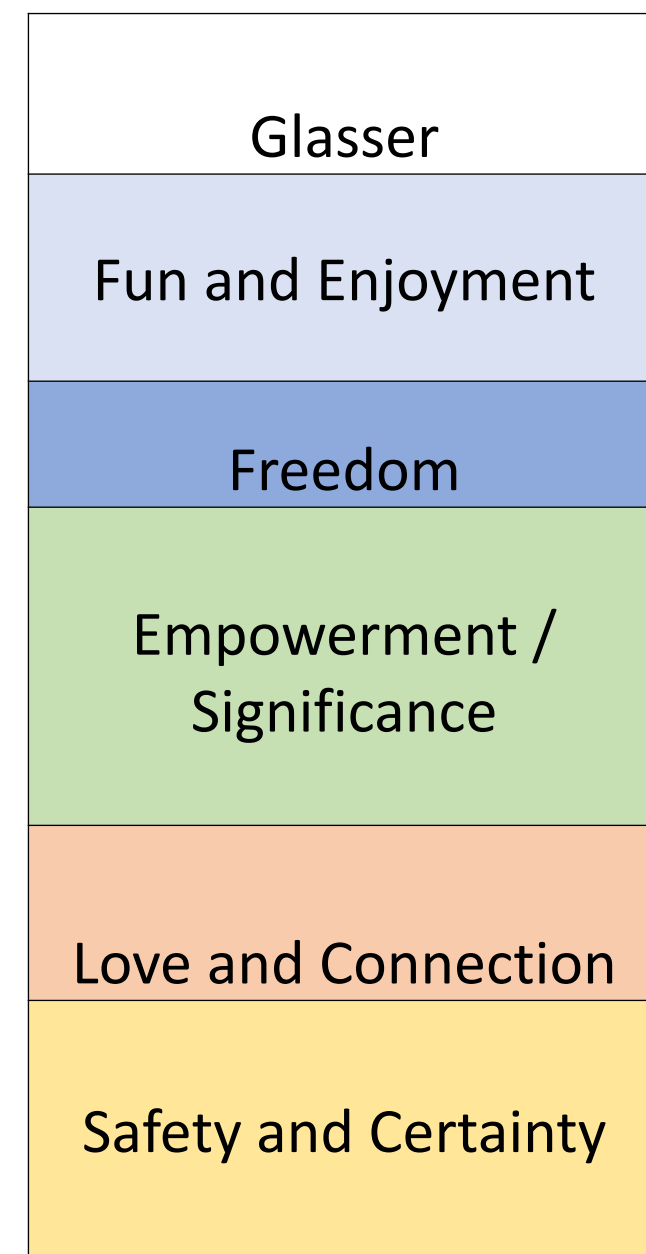 Glasser
Fun and Enjoyment
Freedom
Empowerment /
Significance
Love and Connection
Safety and Certainty